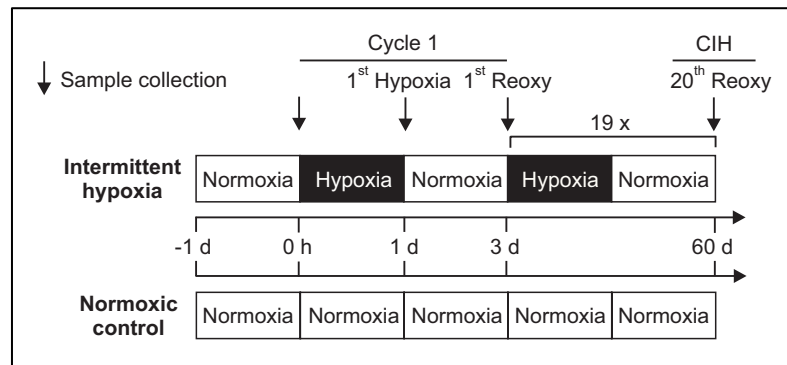 Cycle 1
CIH
Sample collection
1st Hypoxia 1st Reoxy
20th Reoxy
19 x
Intermittent hypoxia
Normoxia Hypoxia Normoxia Hypoxia Normoxia
-1 d 0 h 1 d 3 d 60 d
Normoxic control
Normoxia Normoxia Normoxia Normoxia Normoxia